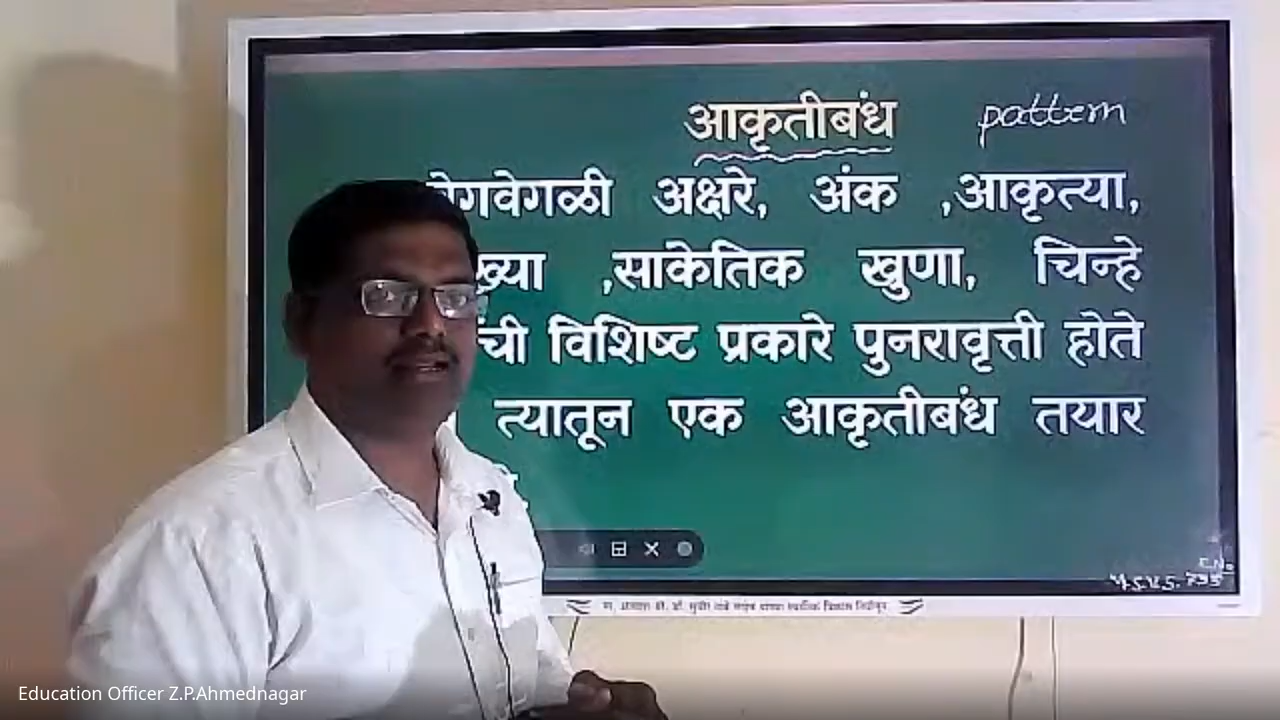 आकृतीबंध pattern
वेगवेगळी अक्षरे, अंक ,आकृत्या,
,साकेतिक खुणा, चिन्हे
विशिष्ट प्रकारे पुनरावृत्ती होते
त्यातून एक आकृतीबंध तयार
Education Officer Z.P.Ahmednagar